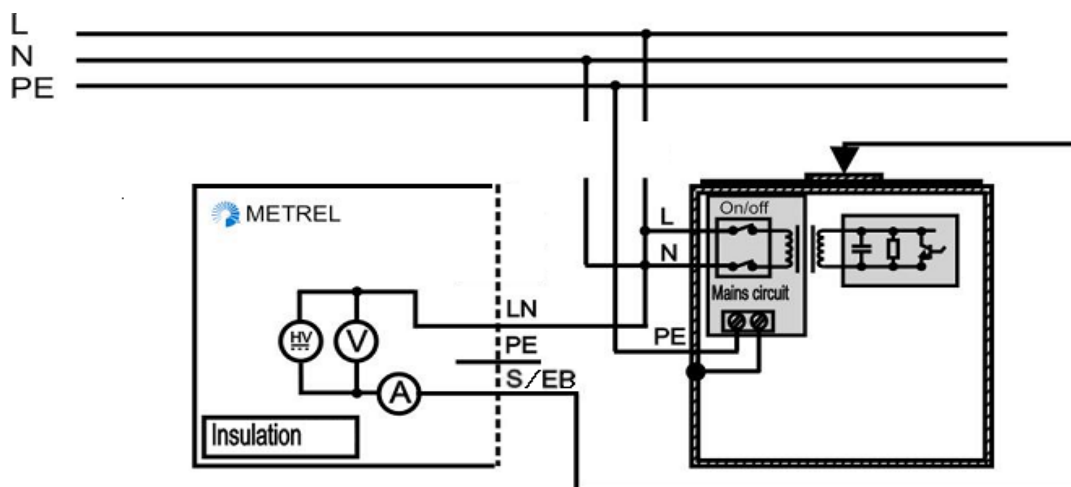 L
N
PE
METREL
HV
V
A
Insulation
LN
PE
S/EB
L
N
PE
On/off
Mains circuit